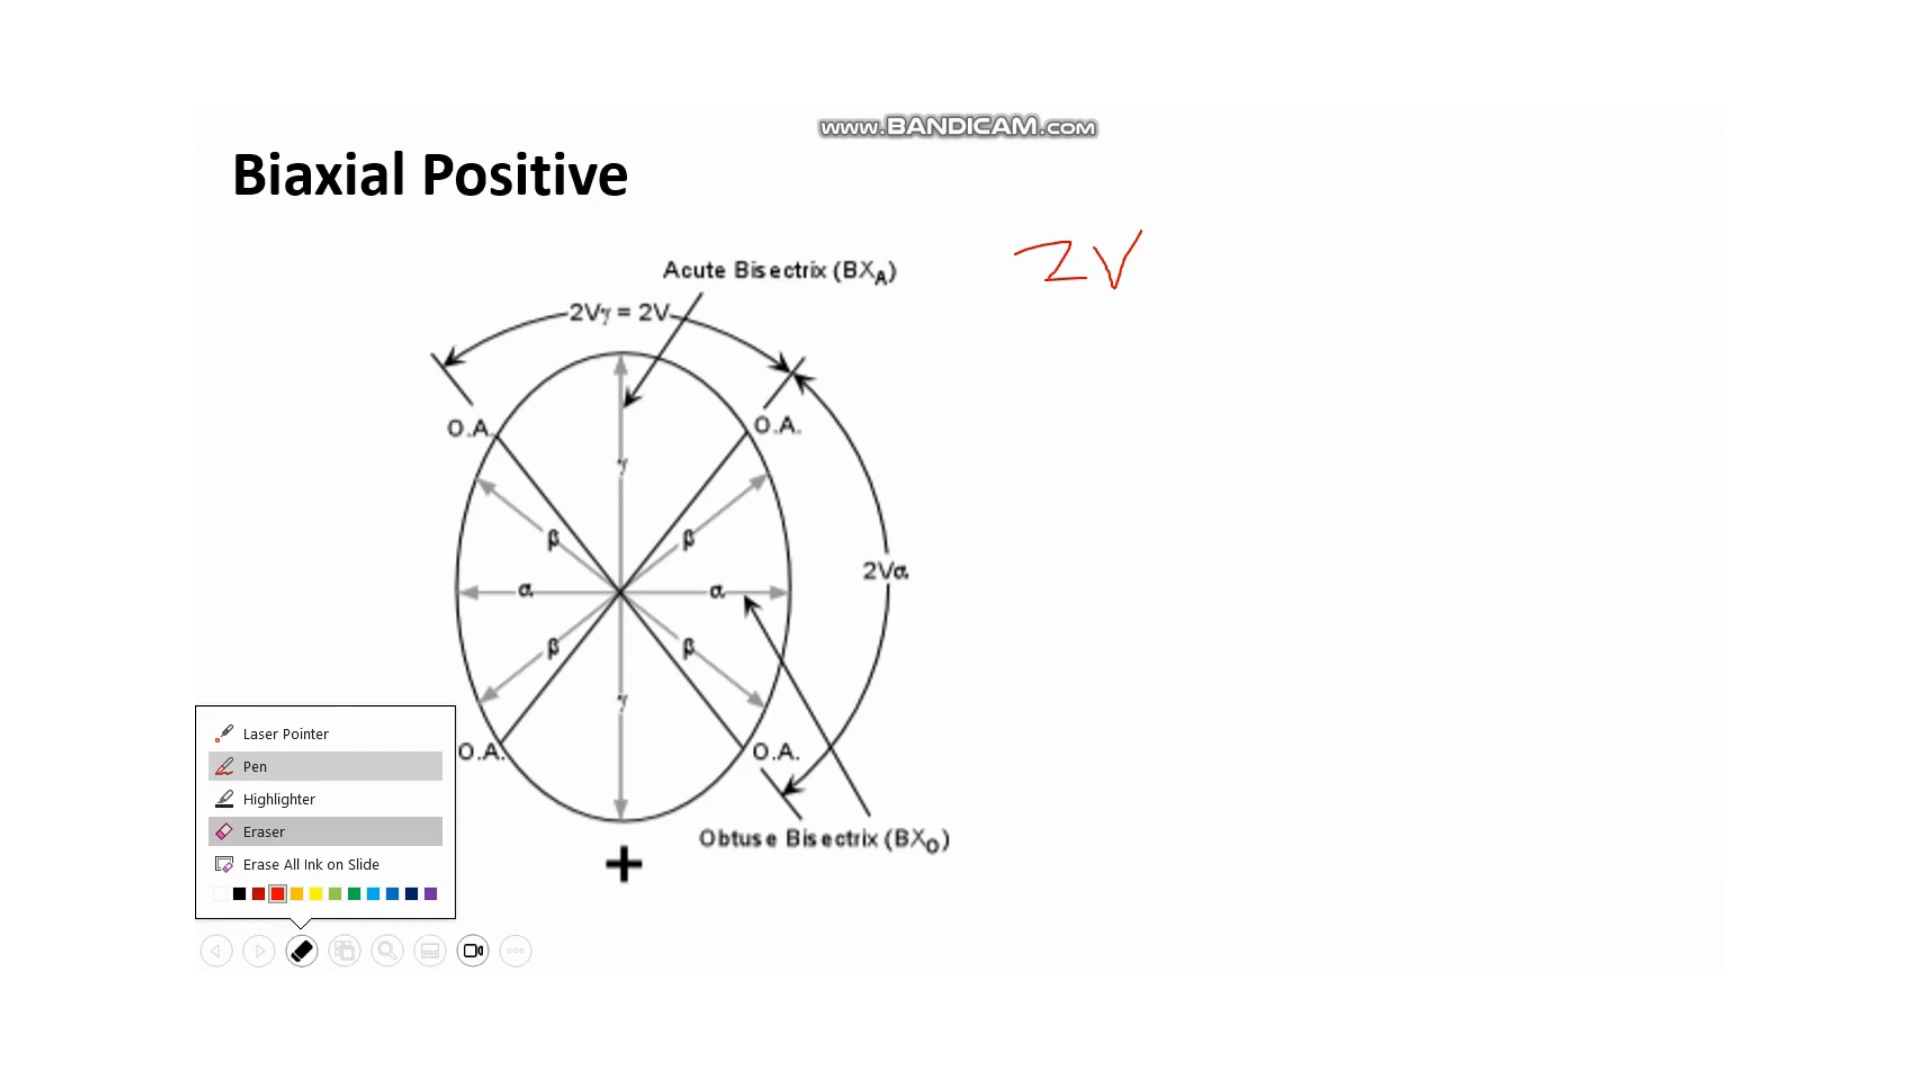 www.BANDICAM.com
Biaxial Positive
2V
Acute Bisectrix (BXA)
2Vγ = 2V
O.A.
O.A.
γ
β
β
α
α
2Vα
β
β
γ
O.A.
O.A.
Obtuse Bisectrix (BXO)
+
Laser Pointer
Pen
Highlighter
Eraser
Erase All Ink on Slide